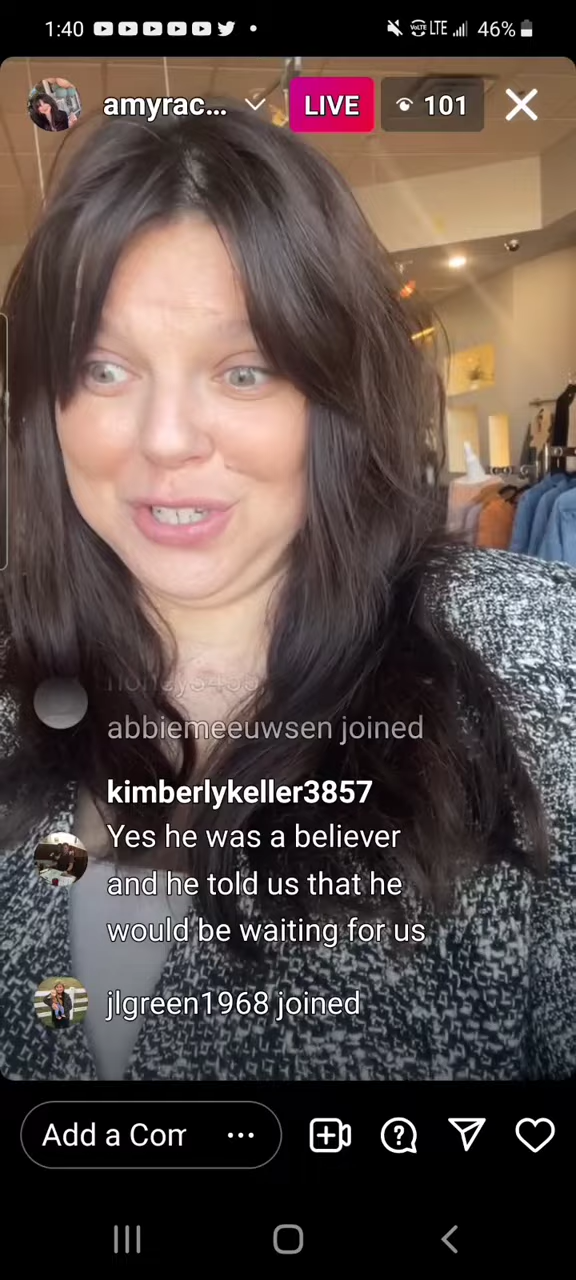 1:40
VoLTE LTE 46%
amyrac... LIVE 101
abbiemeeuwsen joined
kimberlykeller3857
Yes he was a believer
and he told us that he
would be waiting for us
jlgreen1968 joined
Add a Com